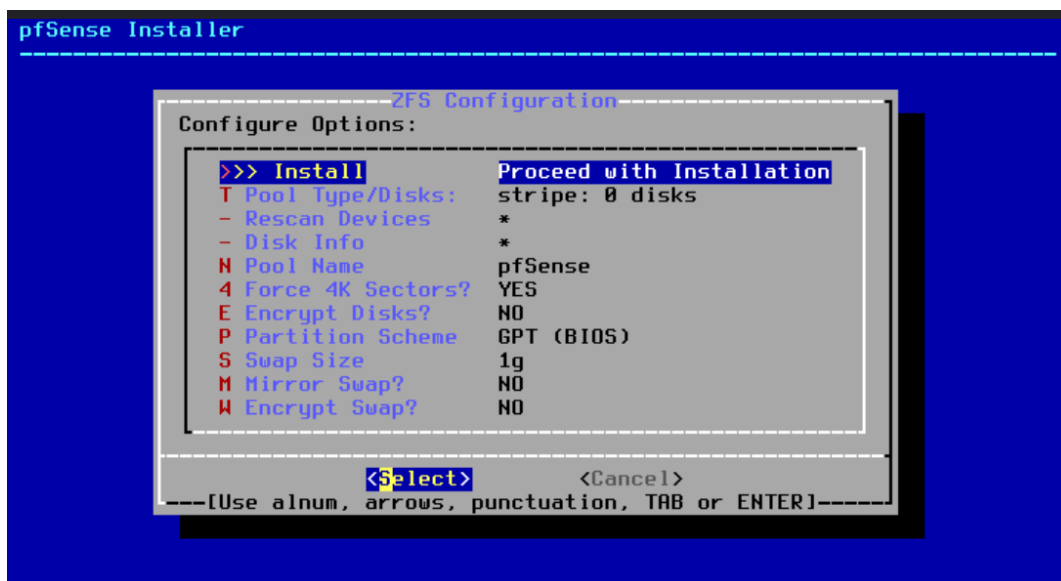 pfSense Installer
ZFS Configuration
Configure Options:
>>> Install Proceed with Installation
T Pool Type/Disks: stripe: 0 disks
- Rescan Devices *
- Disk Info *
N Pool Name pfSense
4 Force 4K Sectors? YES
E Encrypt Disks? NO
P Partition Scheme GPT (BIOS)
S Swap Size 1g
M Mirror Swap? NO
W Encrypt Swap? NO
<Select> <Cancel>
[Use alnum, arrows, punctuation, TAB or ENTER]